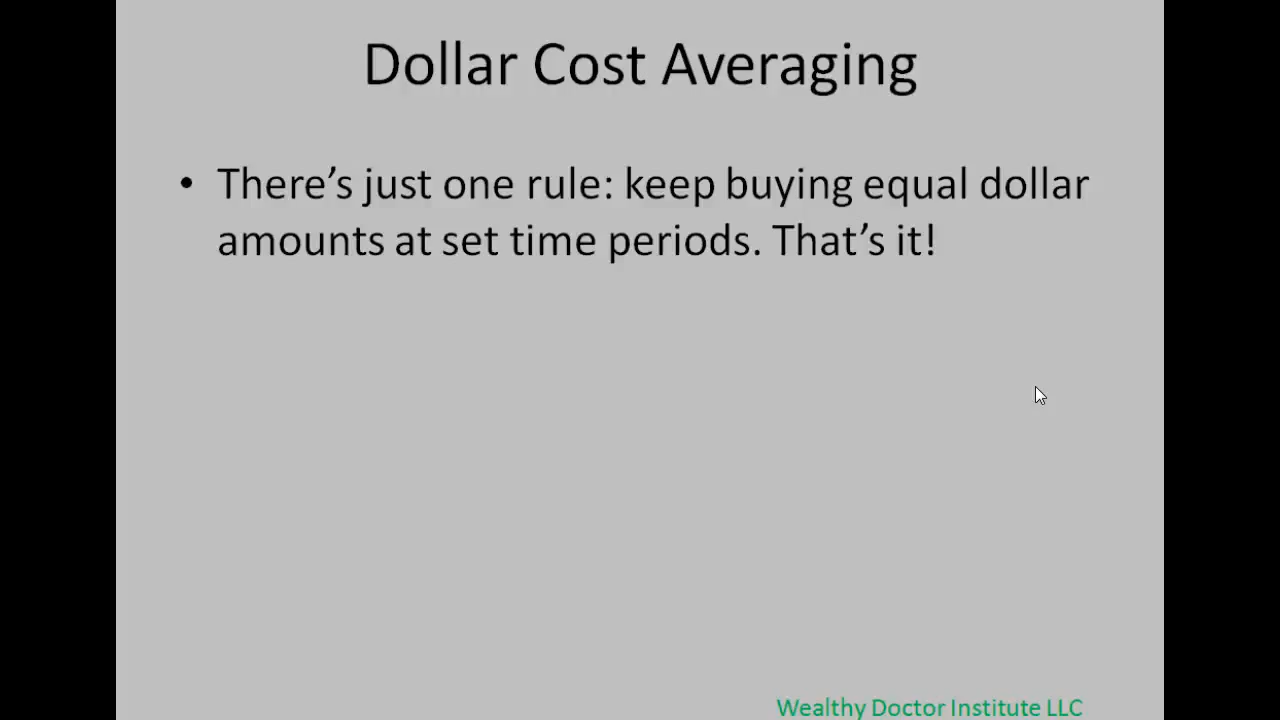 Dollar Cost Averaging
• There’s just one rule: keep buying equal dollar
amounts at set time periods. That’s it!
Wealthy Doctor Institute LLC